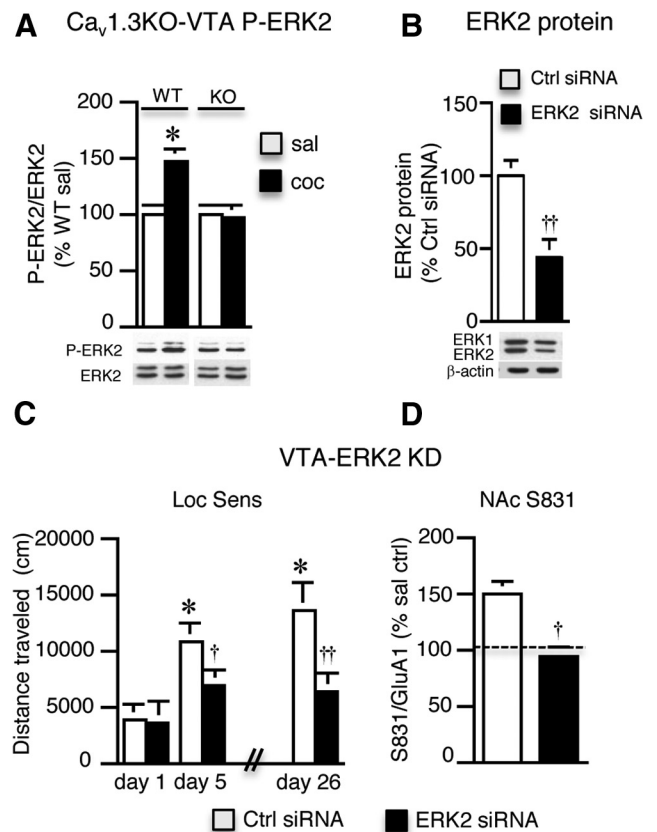 A Cav1.3KO-VTA P-ERK2
WT KO
P-ERK2/ERK2
(% WT sal)
200
150
100
50
0
*
sal
coc
P-ERK2
ERK2
B ERK2 protein
Ctrl siRNA
ERK2 siRNA
ERK2 protein
(% Ctrl siRNA)
150
100
50
0
††
ERK1
ERK2
β-actin
C
D
VTA-ERK2 KD
Loc Sens
Distance traveled (cm)
20000
15000
10000
5000
0
*
†
*
††
day 1 day 5 // day 26
NAc S831
S831/GluA1 (% sal ctrl)
200
150
100
50
0
†
Ctrl siRNA ERK2 siRNA